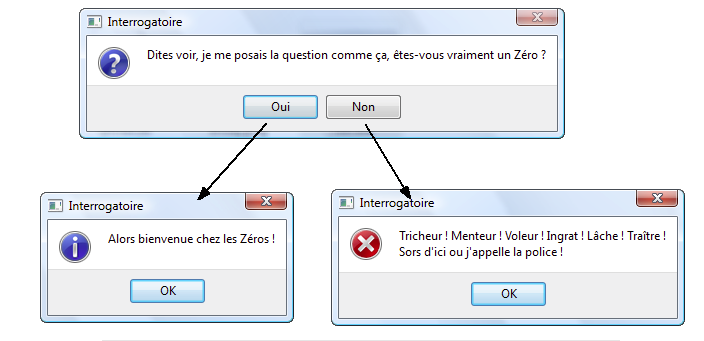 Interrogatoire
Dites voir, je me posais la question comme ça, êtes-vous vraiment un Zéro ?
Oui
Non
Interrogatoire
Alors bienvenue chez les Zéros !
OK
Interrogatoire
Tricheur ! Menteur ! Voleur ! Ingrat ! Lâche ! Traître !
Sors d'ici ou j'appelle la police !
OK